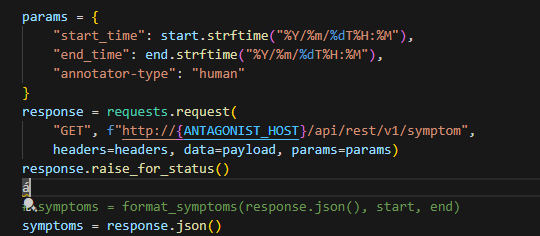 params = {
    "start_time": start.strftime("%Y/%m/%dT%H:%M"),
    "end_time": end.strftime("%Y/%m/%dT%H:%M"),
    "annotator-type": "human"
}
response = requests.request(
    "GET", f"http://{ANTAGONIST_HOST}/api/rest/v1/symptom",
    headers=headers, data=payload, params=params)
response.raise_for_status()
á
symptoms = format_symptoms(response.json(), start, end)
symptoms = response.json()